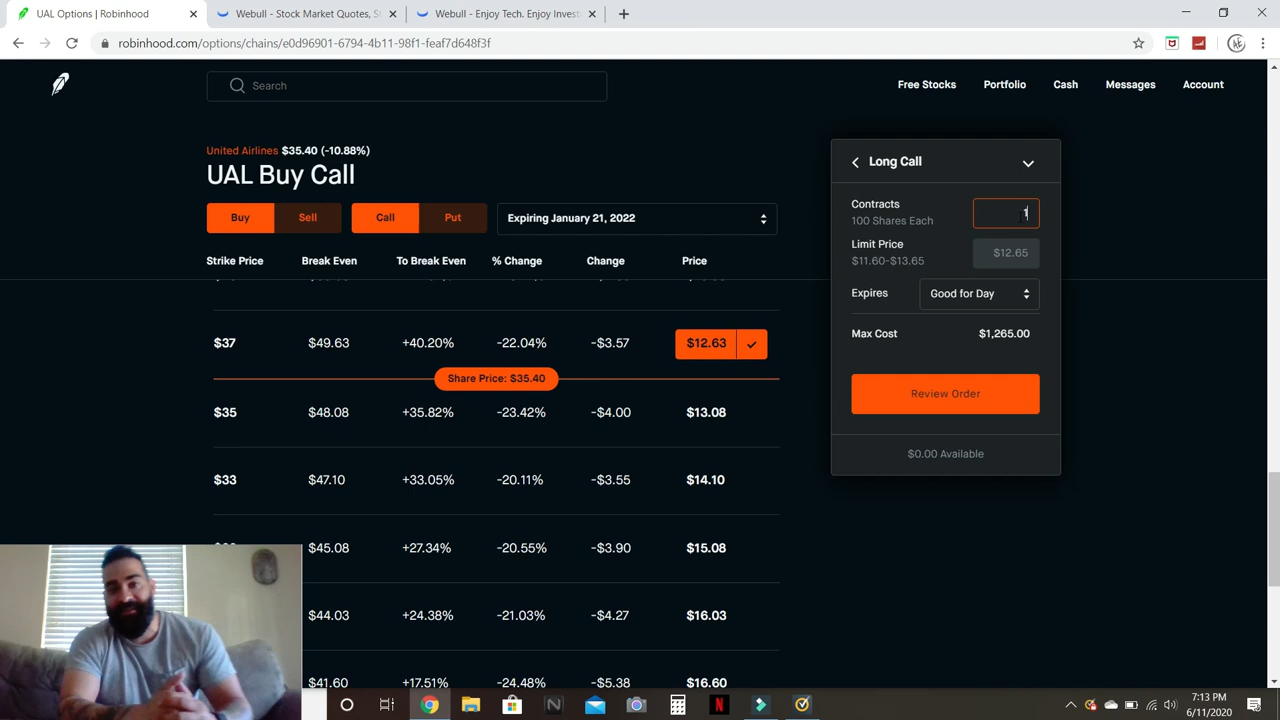 UAL Options | Robinhood
Webull - Stock Market Quotes, S
Webull - Enjoy Tech. Enjoy Invest
robinhood.com/options/chains/e0d96901-6794-4b11-98f1-feaf7d648f3f
Search
Free Stocks Portfolio Cash Messages Account
United Airlines $35.40 (-10.88%)
UAL Buy Call
Buy Sell Call Put Expiring January 21, 2022
Strike Price Break Even To Break Even % Change Change Price
$37 $49.63 +40.20% -22.04% -$3.57 $12.63
Share Price: $35.40
$35 $48.08 +35.82% -23.42% -$4.00 $13.08
$33 $47.10 +33.05% -20.11% -$3.55 $14.10
$45.08 +27.34% -20.55% -$3.90 $15.08
$44.03 +24.38% -21.03% -$4.27 $16.03
$41.60 +17.51% -24.48% -$5.38 $16.60
Long Call
Contracts 1
100 Shares Each
Limit Price $12.65
$11.60-$13.65
Expires Good for Day
Max Cost $1,265.00
Review Order
$0.00 Available
7:13 PM
6/11/2020